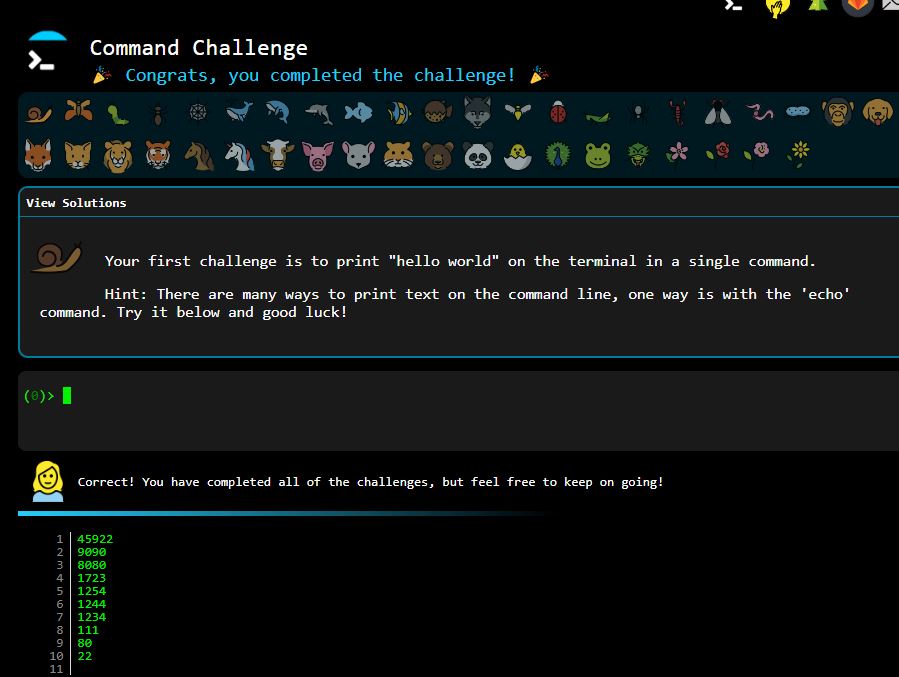 Command Challenge
Congrats, you completed the challenge!
View Solutions
Your first challenge is to print "hello world" on the terminal in a single command.
Hint: There are many ways to print text on the command line, one way is with the 'echo'
command. Try it below and good luck!
(0)>
Correct! You have completed all of the challenges, but feel free to keep on going!
1 45922
2 9090
3 8080
4 1723
5 1254
6 1244
7 1234
8 111
9 80
10 22
11